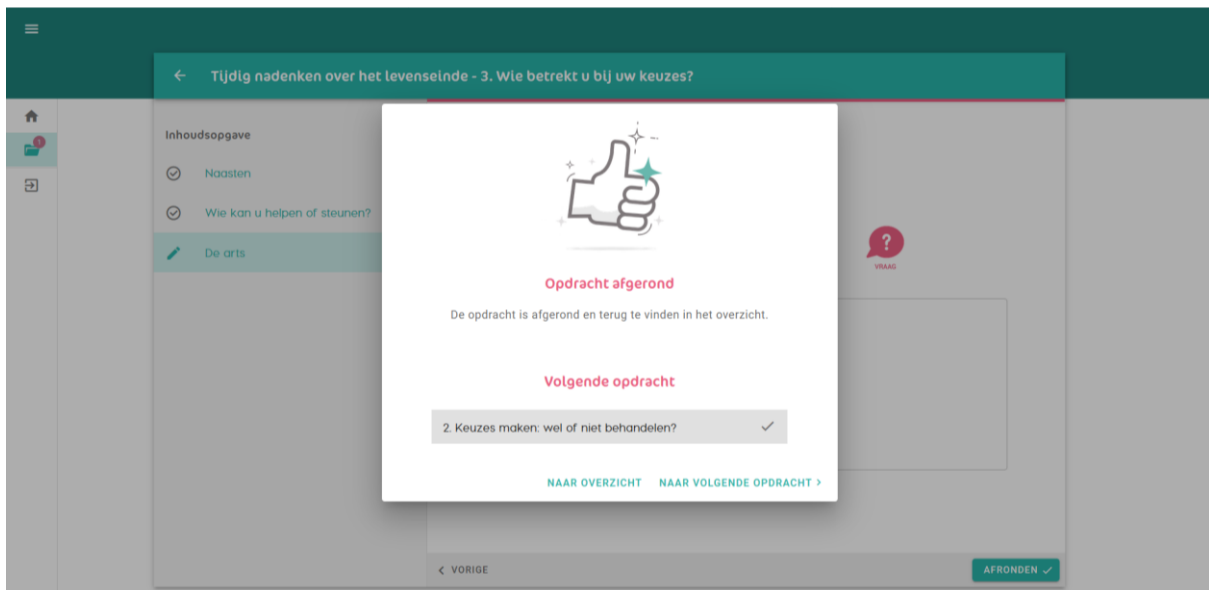 Tijdig nadenken over het levenseinde - 3. Wie betrekt u bij uw keuzes?
1
Inhoudsopgave
Naasten
Wie kan u helpen of steunen?
De arts
?
VRAAG
Opdracht afgerond
De opdracht is afgerond en terug te vinden in het overzicht.
Volgende opdracht
2. Keuzes maken: wel of niet behandelen?
NAAR OVERZICHT NAAR VOLGENDE OPDRACHT >
< VORIGE
AFRONDEN